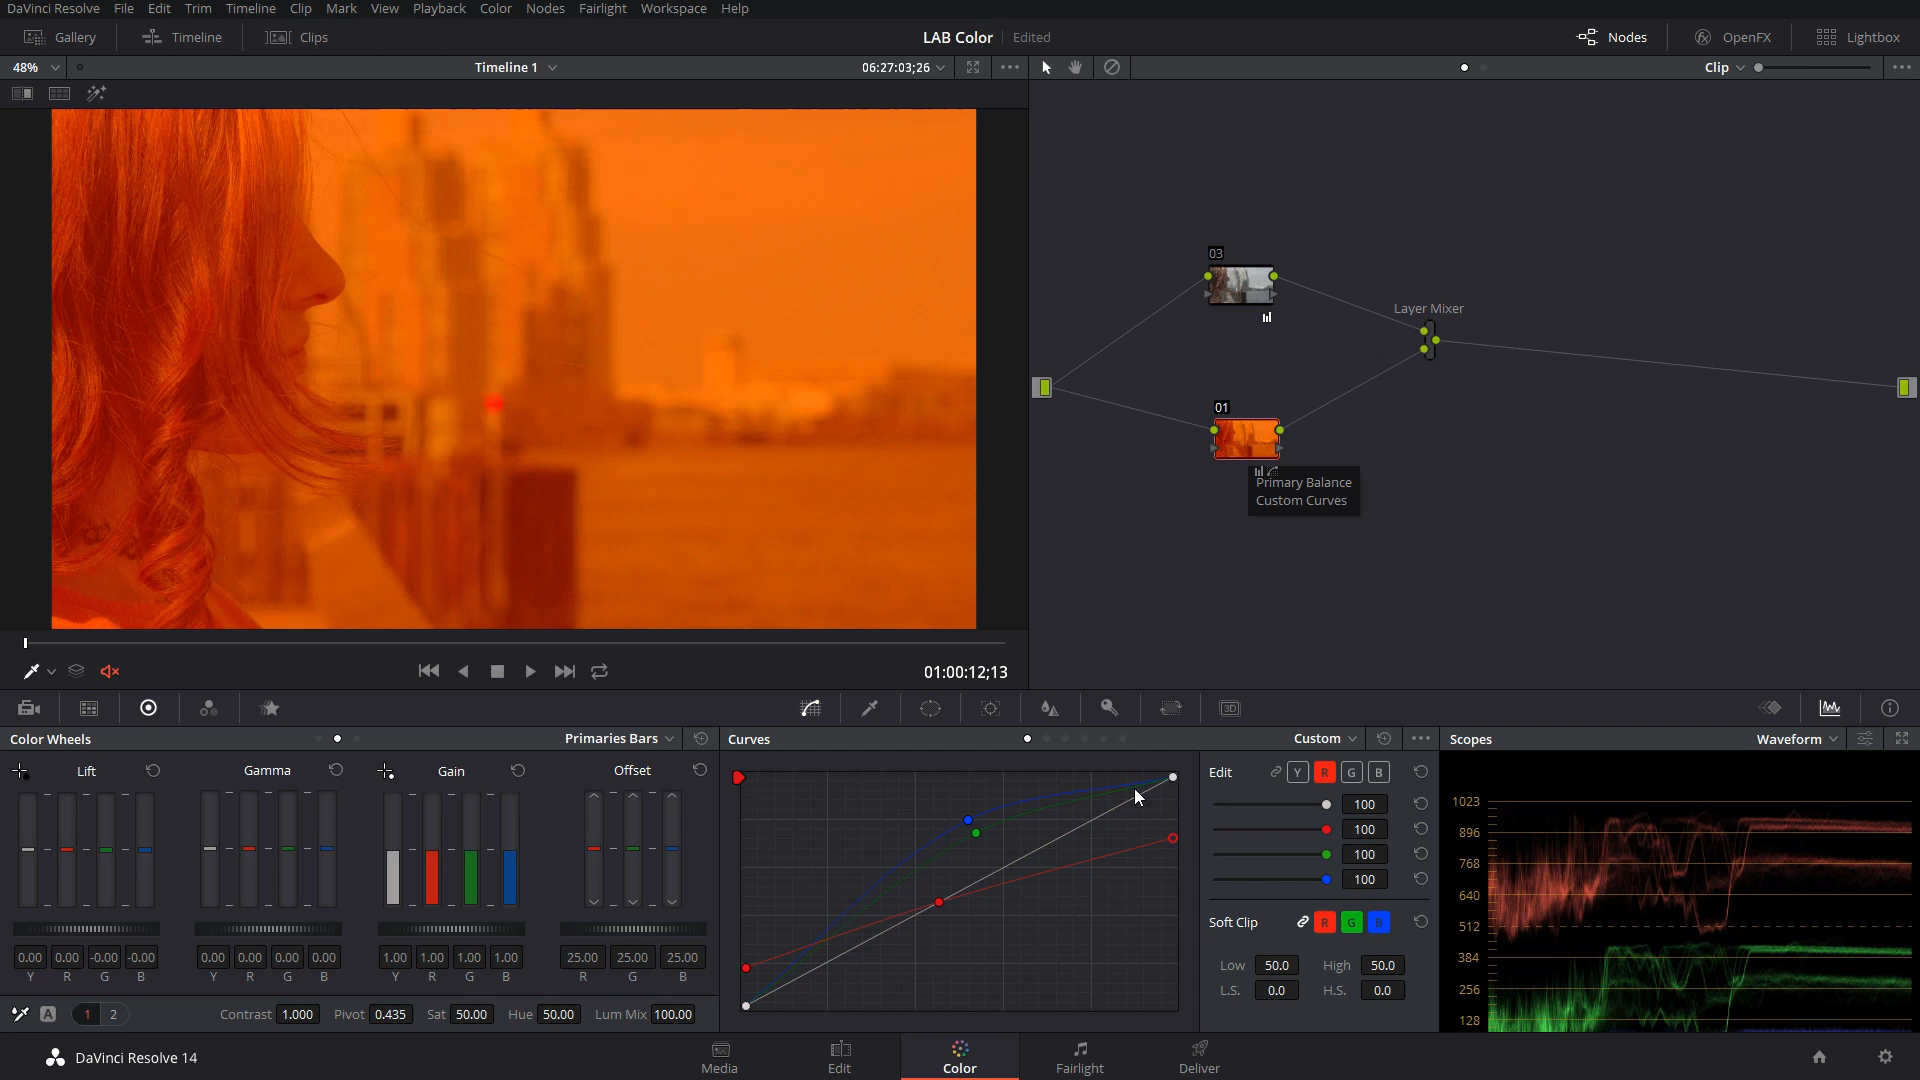 DaVinci Resolve File Edit Trim Timeline Clip Mark View Playback Color Nodes Fairlight Workspace Help
Gallery Timeline Clips LAB Color Edited Nodes OpenFX Lightbox
48% Timeline 1 06:27:03;26 Clip
03
Layer Mixer
01
Primary Balance
Custom Curves
01:00:12;13
3D
Color Wheels Primaries Bars Curves Custom Scopes Waveform
Lift Gamma Gain Offset Edit Y R G B
100
100
100
100
Soft Clip R G B
Low 50.0 High 50.0
L.S. 0.0 H.S. 0.0
0.00 0.00 -0.00 -0.00 0.00 0.00 0.00 0.00 1.00 1.00 1.00 1.00 25.00 25.00 25.00
Y R G B Y R G B Y R G B R G B
A 1 2 Contrast 1.000 Pivot 0.435 Sat 50.00 Hue 50.00 Lum Mix 100.00
1023
896
768
640
512
384
256
128
DaVinci Resolve 14 Media Edit Color Fairlight Deliver